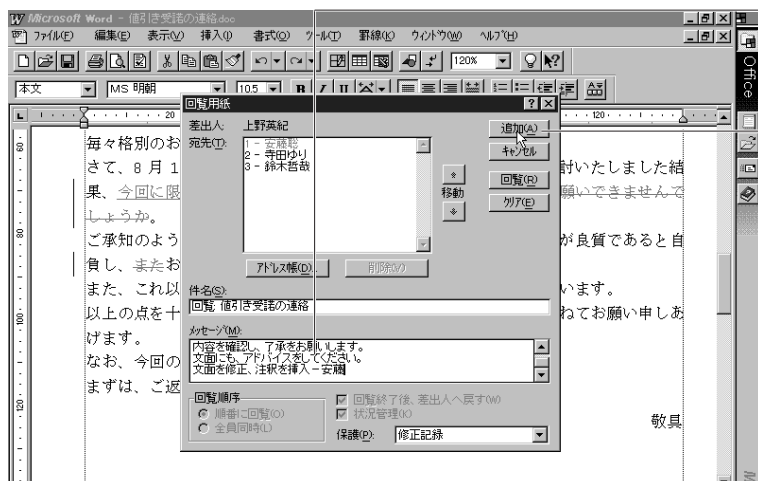 Microsoft Word - 値引き受諾の連絡.doc
ファイル(F) 編集(E) 表示(V) 挿入(I) 書式(O) ツール(T) 罫線(K) ウィンドウ(W) ヘルプ(H)
120%
本文 MS 明朝 10.5 B I U
20 120
毎々格別のお
さて、8月1 討いたしました結
果、今回に限 願いできませんで
しょうか。
ご承知のよう が良質であると自
負し、またお
また、これ以 います。
以上の点を十 ねてお願い申しあ
げます。
なお、今回の
まずは、ご返
敬具
回覧用紙
差出人: 上野英紀
宛先(T):
1 - 安藤聡
2 - 寺田ゆり
3 - 鈴木哲哉
移動
追加(A)
キャンセル
回覧(R)
クリア(E)
アドレス帳(D)... 削除(V)
件名(S):
回覧: 値引き受諾の連絡
メッセージ(M):
内容を確認し、了承をお願いします。
文面にも、アドバイスをしてください。
文面を修正、注釈を挿入－安藤
回覧順序
順番に回覧(O)
全員同時(L)
回覧終了後、差出人へ戻す(W)
状況管理(K)
保護(P): 修正記録
Office